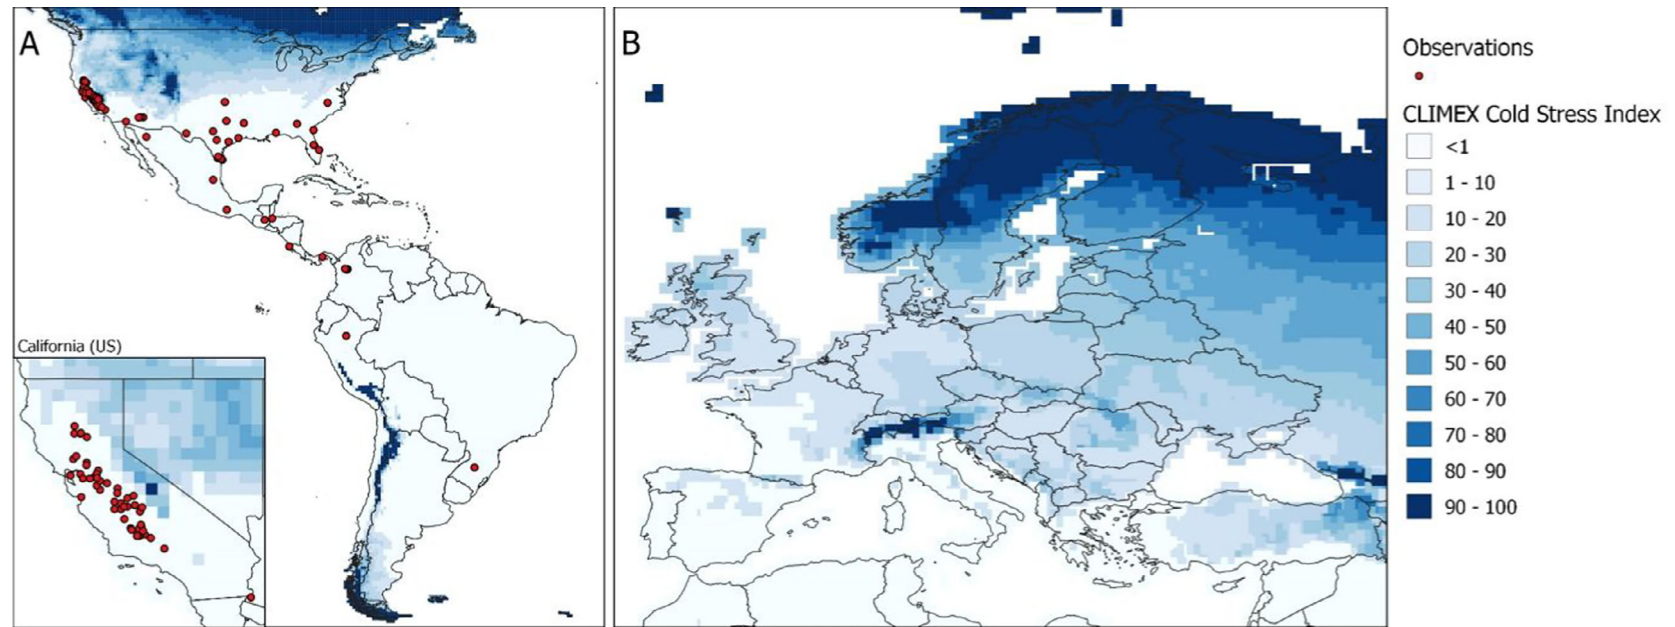 A
B
California (US)
Observations
CLIMEX Cold Stress Index
<1
1 - 10
10 - 20
20 - 30
30 - 40
40 - 50
50 - 60
60 - 70
70 - 80
80 - 90
90 - 100